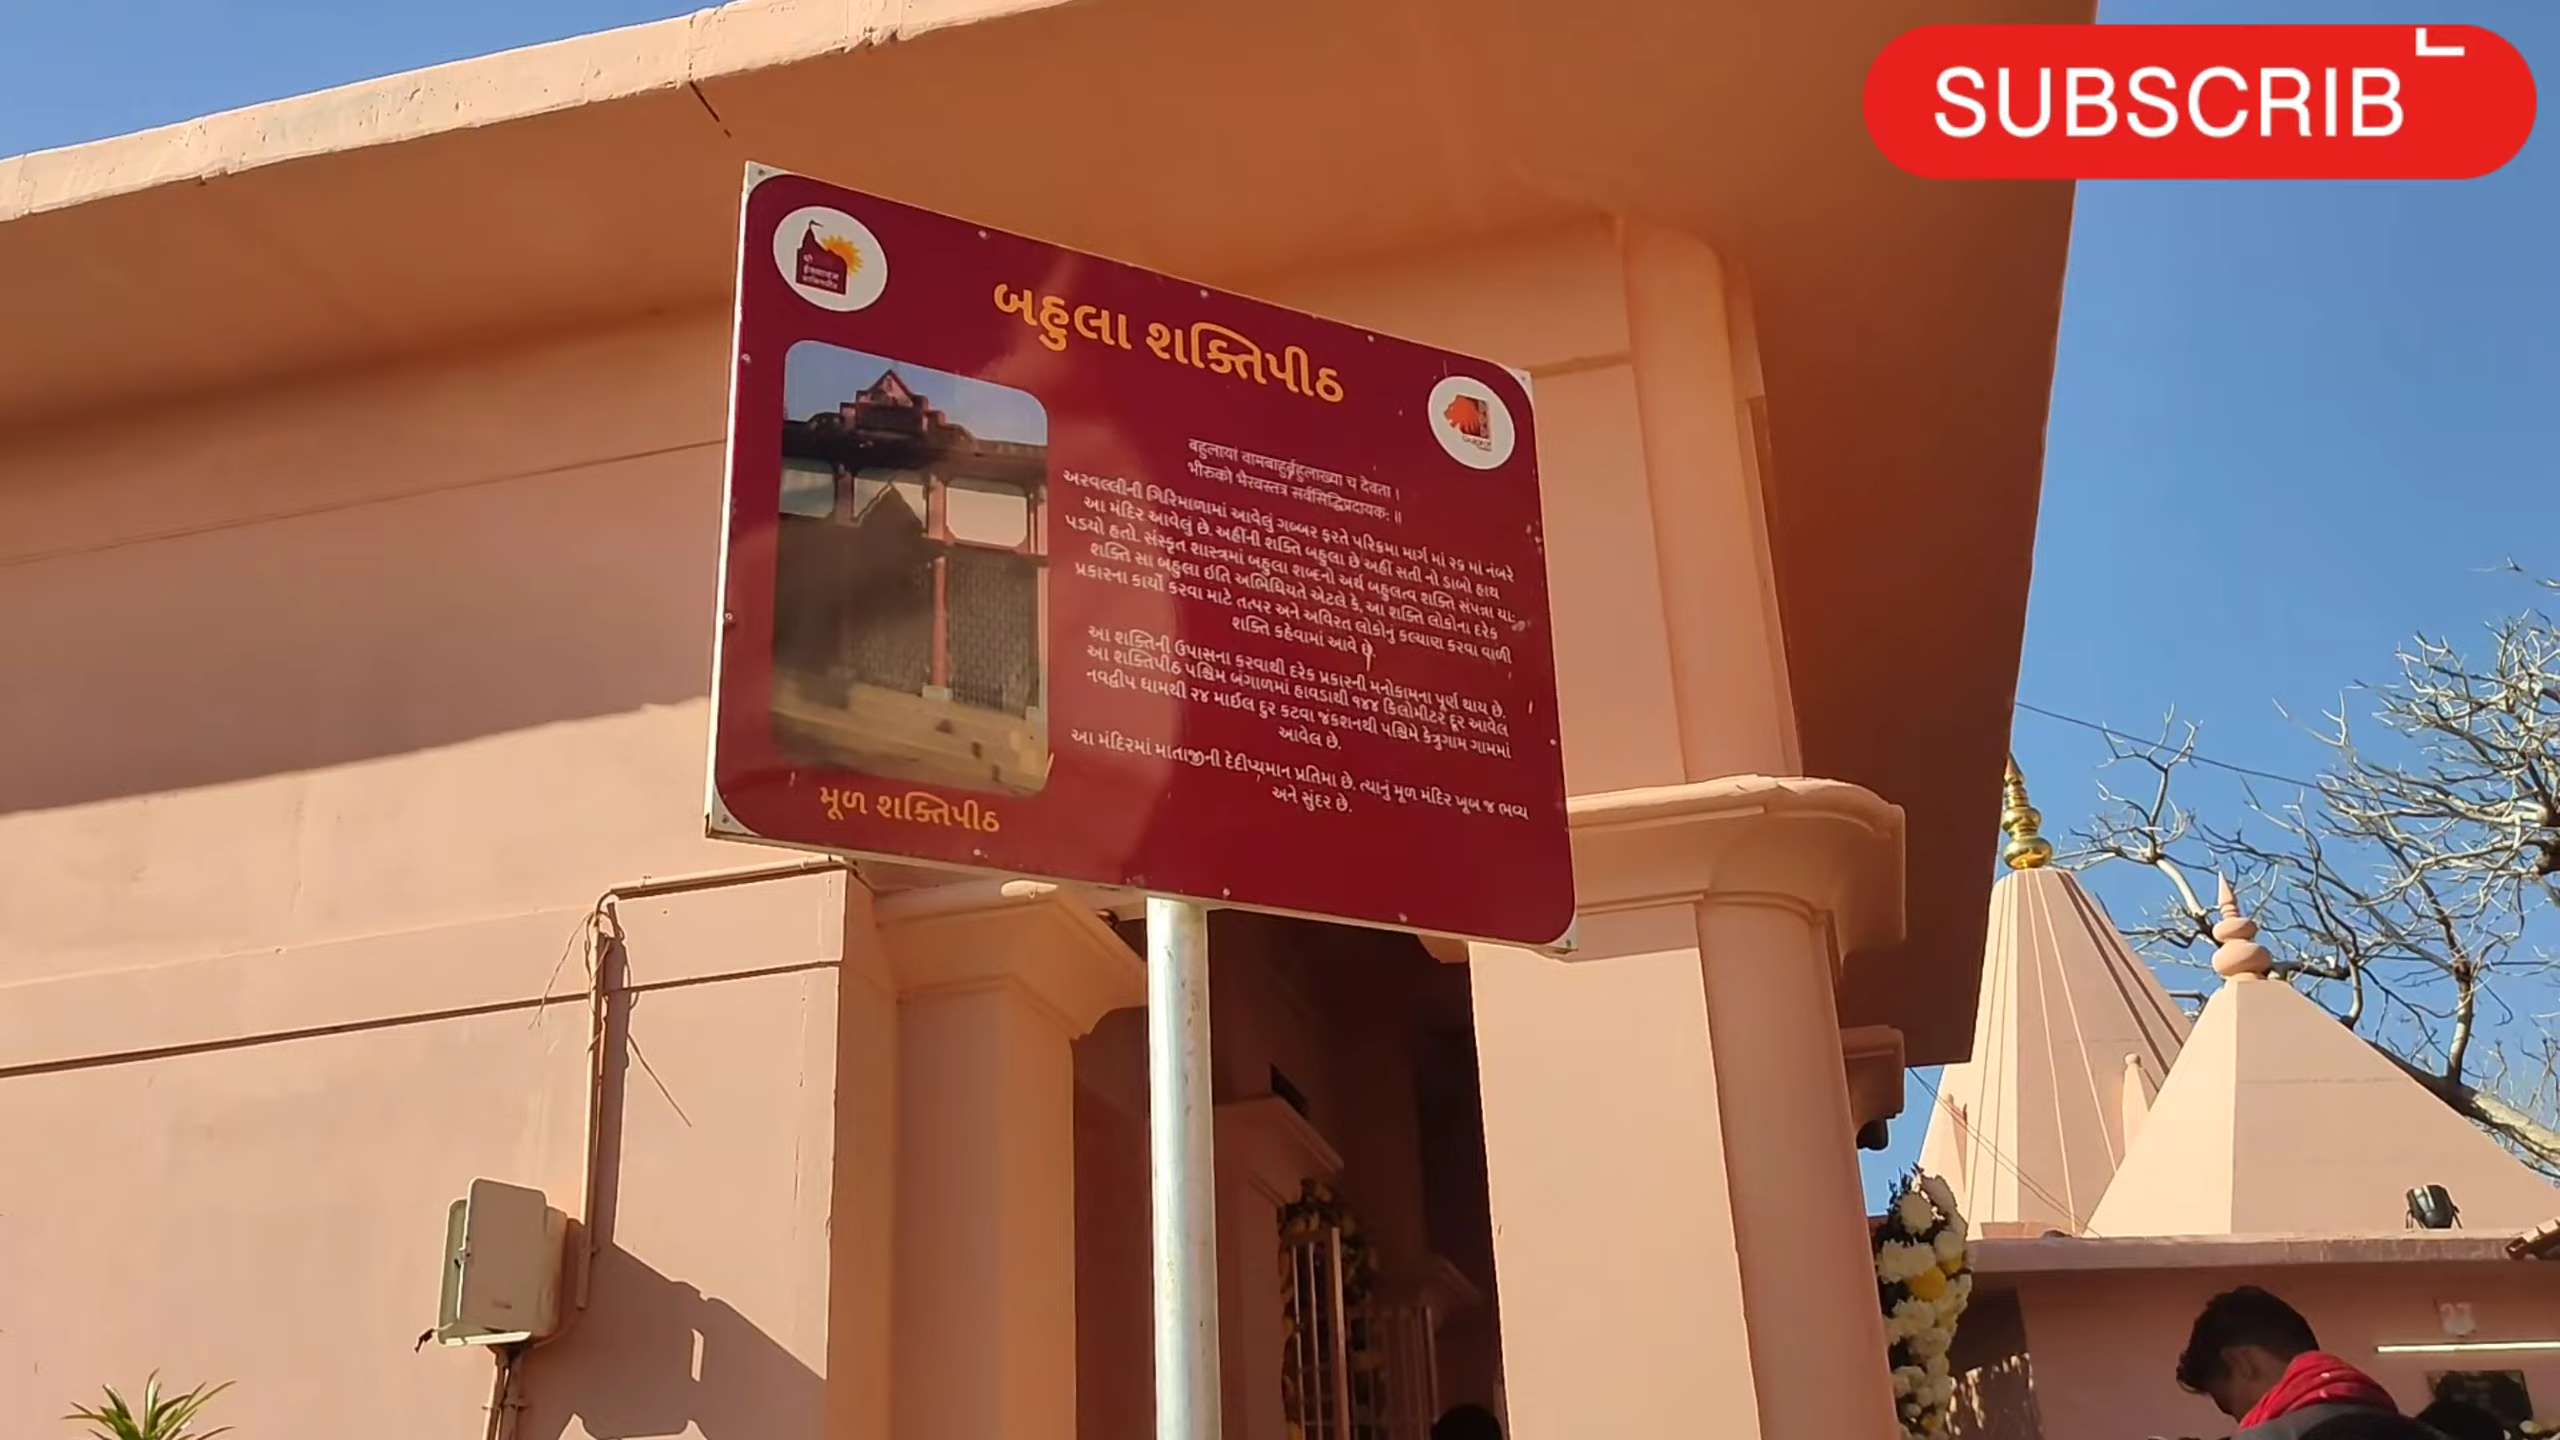 SUBSCRIB
શ્રી
બહુલા શક્તિપીઠ
बहुलायां वामबाहुर्बहुलाख्या च देवता ।
भीरुको भैरवस्तत्र सर्वसिद्धिप्रदायकः ॥
અરવલ્લીની ગિરિમાળામાં આવેલું ગબ્બર ફરતે પરિક્રમા માર્ગ માં ૨૬ માં નંબરે
આ મંદિર આવેલું છે. અહીંની શક્તિ બહુલા છે અહીં સતી નો ડાબો હાથ
પડયો હતો. સંસ્કૃત શાસ્ત્રમાં બહુલા શબ્દનો અર્થ બહુલત્વ શક્તિ સંપન્ના યાઃ
શક્તિ સા બહુલા ઇતિ અભિધિયતે એટલે કે, આ શક્તિ લોકોના દરેક
પ્રકારના કાર્યો કરવા માટે તત્પર અને અવિરત લોકોનું કલ્યાણ કરવા વાળી
શક્તિ કહેવામાં આવે છે.
આ શક્તિની ઉપાસના કરવાથી દરેક પ્રકારની મનોકામના પૂર્ણ થાય છે.
આ શક્તિપીઠ પશ્ચિમ બંગાળમાં હાવડાથી ૧૪૪ કિલોમીટર દૂર આવેલ
નવદ્વીપ ધામથી ૨૪ માઈલ દુર કટવા જંકશનથી પશ્ચિમે કેતુગામ ગામમાં
આવેલ છે.
આ મંદિરમાં માતાજીની દેદીપ્યમાન પ્રતિમા છે. ત્યાનું મૂળ મંદિર ખૂબ જ ભવ્ય
અને સુંદર છે.
મૂળ શક્તિપીઠ